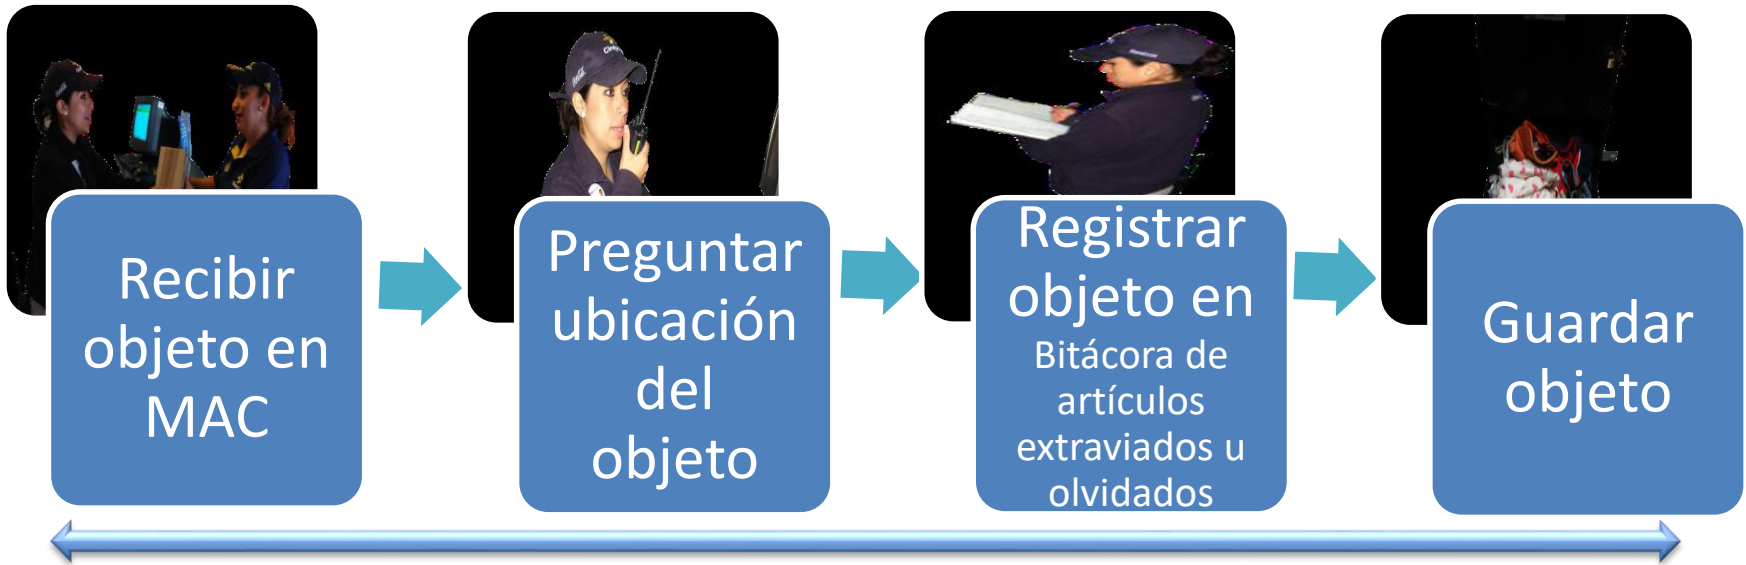 Recibir
objeto en
MAC
Preguntar
ubicación
del
objeto
Registrar
objeto en
Bitácora de
artículos
extraviados u
olvidados
Guardar
objeto